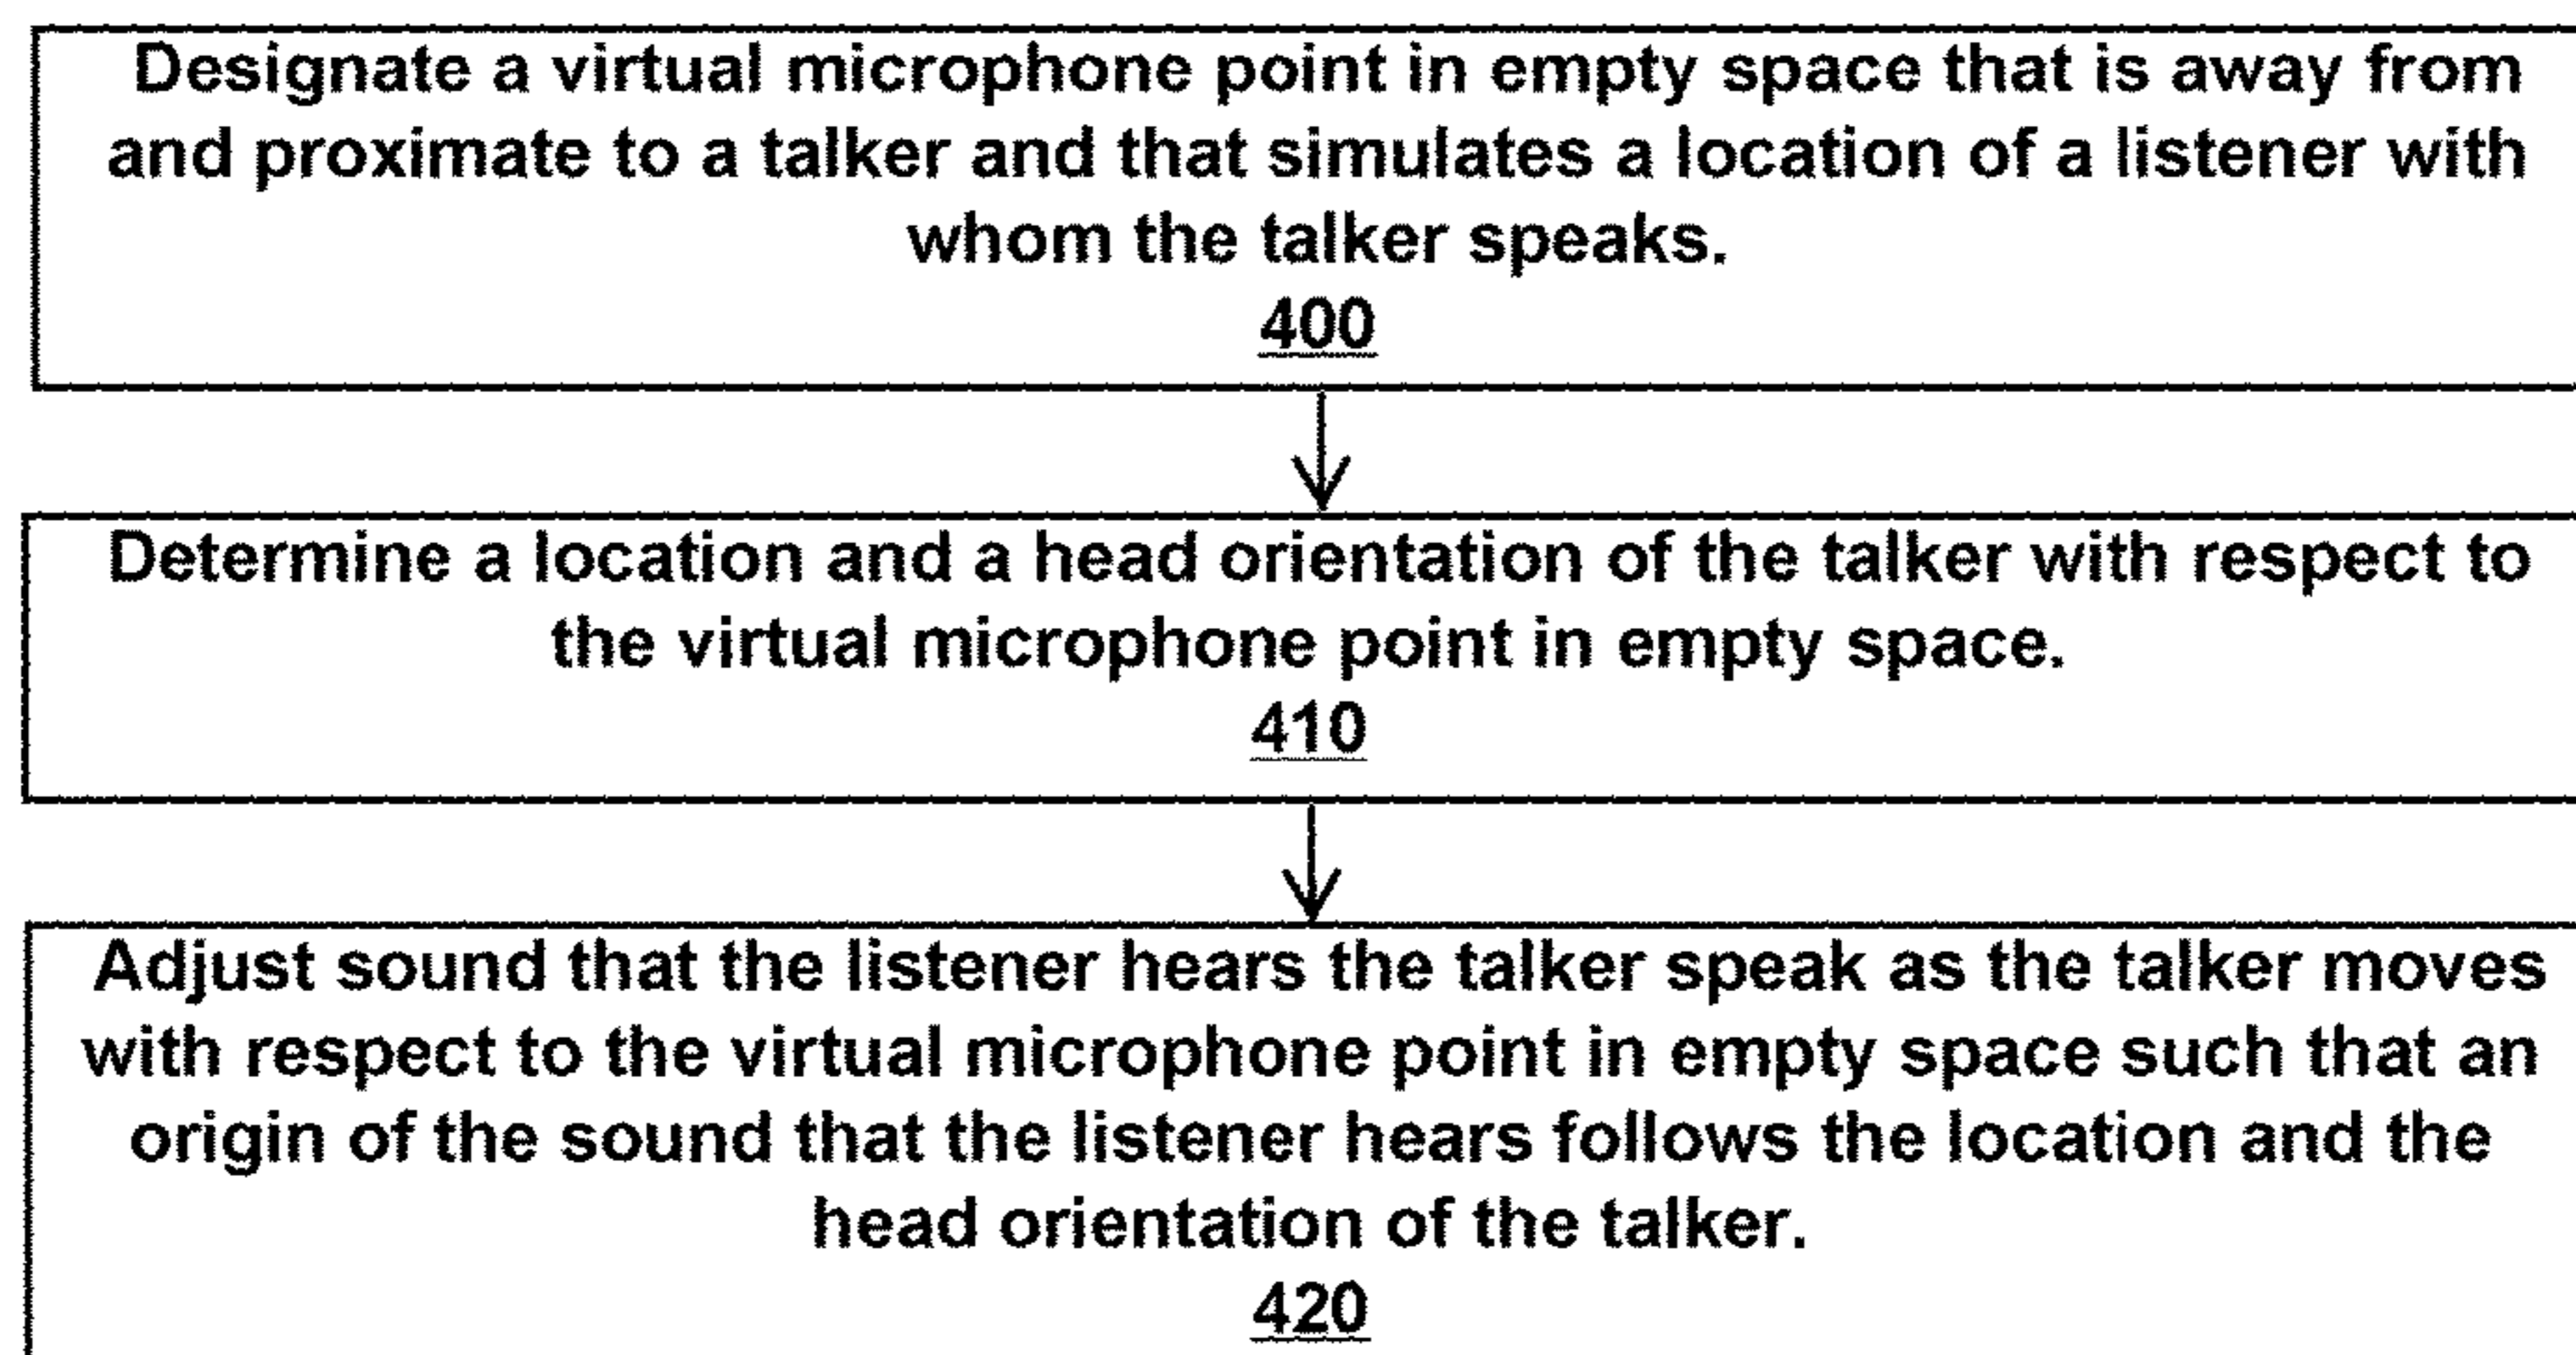 Designate a virtual microphone point in empty space that is away from
and proximate to a talker and that simulates a location of a listener with
whom the talker speaks.
400
Determine a location and a head orientation of the talker with respect to
the virtual microphone point in empty space.
410
Adjust sound that the listener hears the talker speak as the talker moves
with respect to the virtual microphone point in empty space such that an
origin of the sound that the listener hears follows the location and the
head orientation of the talker.
420